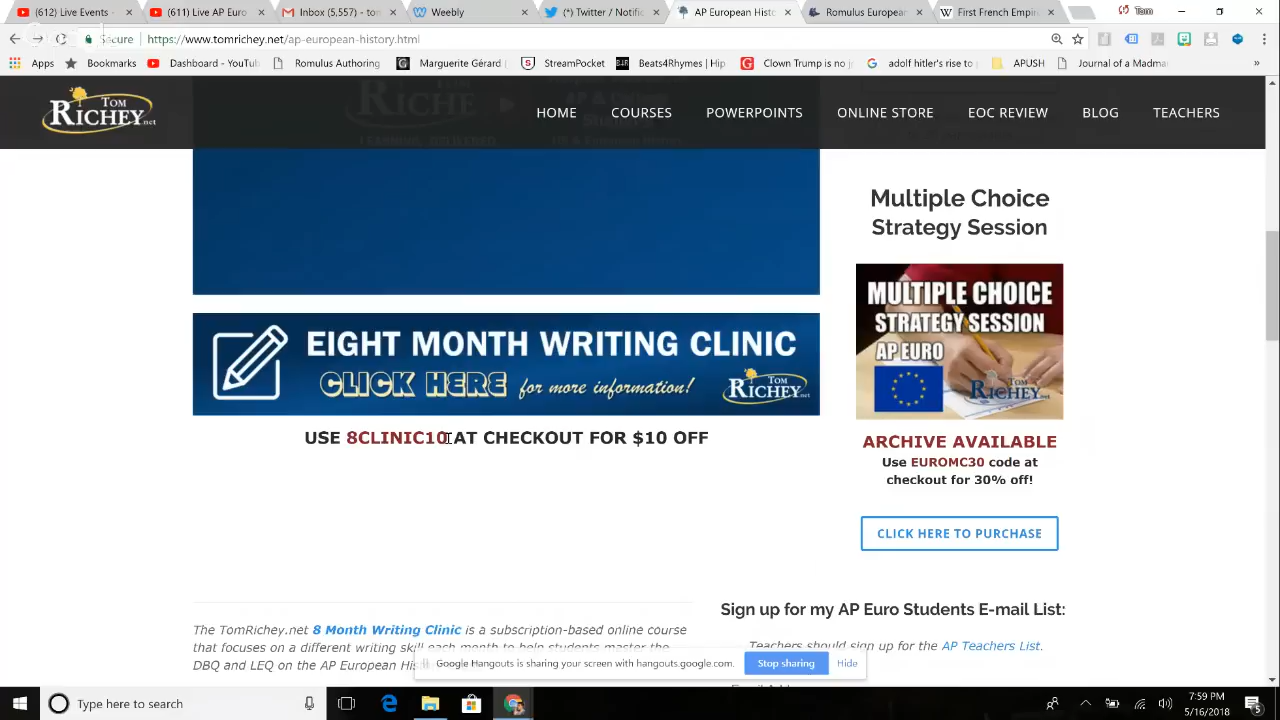 (612) Live Events - Y
(611) Live AP Euro
Inbox (5,757) - tom
Weekly
(*) Twitter / Notific
AP European Hist
Romulus European
First French Empire
Tom
Secure
https://www.tomrichey.net/ap-european-history.html
Apps
Bookmarks
Dashboard - YouTu
Romulus Authoring
Marguerite Gérard
StreamPocket
Beats4Rhymes | Hip
Clown Trump is no j
adolf hitler's rise to
APUSH
Journal of a Madma
»
TOM
RICHEY.net
HOME
COURSES
POWERPOINTS
ONLINE STORE
EOC REVIEW
BLOG
TEACHERS
Multiple Choice
Strategy Session
MULTIPLE CHOICE
STRATEGY SESSION
AP EURO
TOM
RICHEY.net
EIGHT MONTH WRITING CLINIC
CLICK HERE for more information!
TOM
RICHEY.net
USE 8CLINIC10 AT CHECKOUT FOR $10 OFF
ARCHIVE AVAILABLE
Use EUROMC30 code at
checkout for 30% off!
CLICK HERE TO PURCHASE
Sign up for my AP Euro Students E-mail List:
The TomRichey.net 8 Month Writing Clinic is a subscription-based online course
that focuses on a different writing skill each month to help students master the
DBQ and LEQ on the AP European His
Teachers should sign up for the AP Teachers List.
Google Hangouts is sharing your screen with hangouts.google.com.
Stop sharing
Hide
Type here to search
7:59 PM
5/16/2018
5